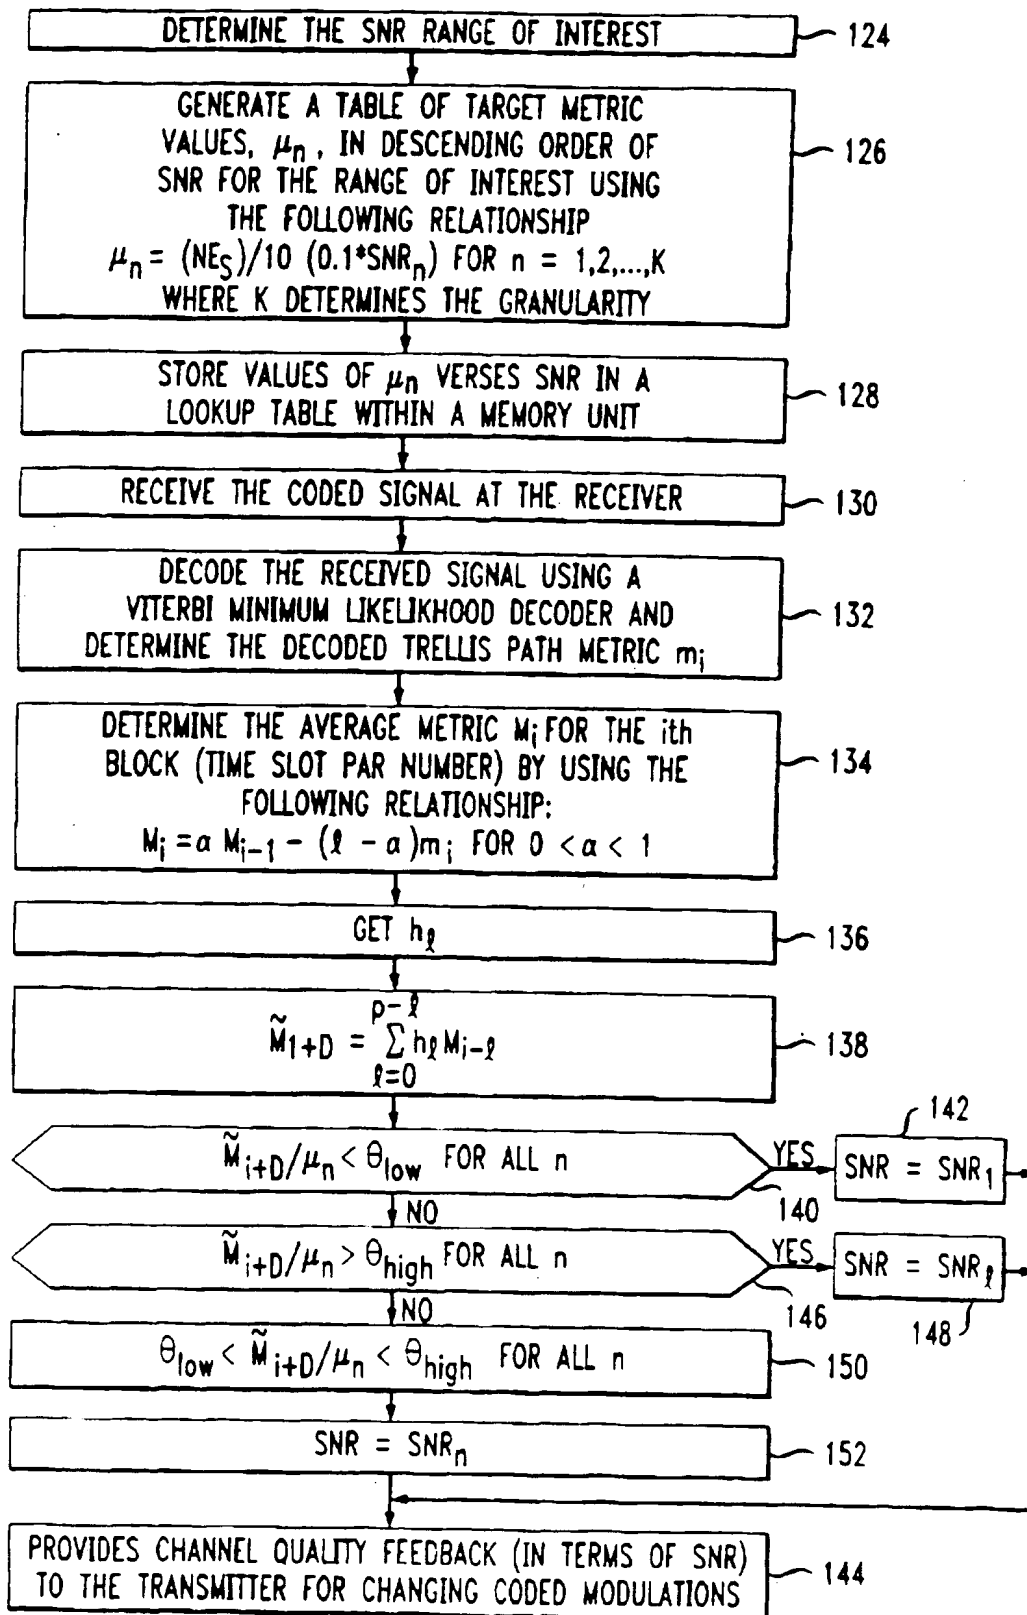 DETERMINE THE SNR RANGE OF INTEREST
124
GENERATE A TABLE OF TARGET METRIC
VALUES, μn, IN DESCENDING ORDER OF
SNR FOR THE RANGE OF INTEREST USING
THE FOLLOWING RELATIONSHIP
μn = (NES)/10 (0.1*SNRn) FOR n = 1,2,...,K
WHERE K DETERMINES THE GRANULARITY
126
STORE VALUES OF μn VERSES SNR IN A
LOOKUP TABLE WITHIN A MEMORY UNIT
128
RECEIVE THE CODED SIGNAL AT THE RECEIVER
130
DECODE THE RECEIVED SIGNAL USING A
VITERBI MINIMUM LIKELIKHOOD DECODER AND
DETERMINE THE DECODED TRELLIS PATH METRIC mi
132
DETERMINE THE AVERAGE METRIC Mi FOR THE ith
BLOCK (TIME SLOT PAR NUMBER) BY USING THE
FOLLOWING RELATIONSHIP:
Mi = α Mi-1 - (ℓ - α)mi FOR 0 < α < 1
134
GET hℓ
136
p-ℓ
M̃1+D = Σ hℓ Mi-ℓ
ℓ=0
138
M̃i+D/μn < θlow FOR ALL n
YES
140
142
SNR = SNR1
NO
M̃i+D/μn > θhigh FOR ALL n
YES
146
SNR = SNRℓ
148
NO
θlow < M̃i+D/μn < θhigh FOR ALL n
150
SNR = SNRn
152
PROVIDES CHANNEL QUALITY FEEDBACK (IN TERMS OF SNR)
TO THE TRANSMITTER FOR CHANGING CODED MODULATIONS
144